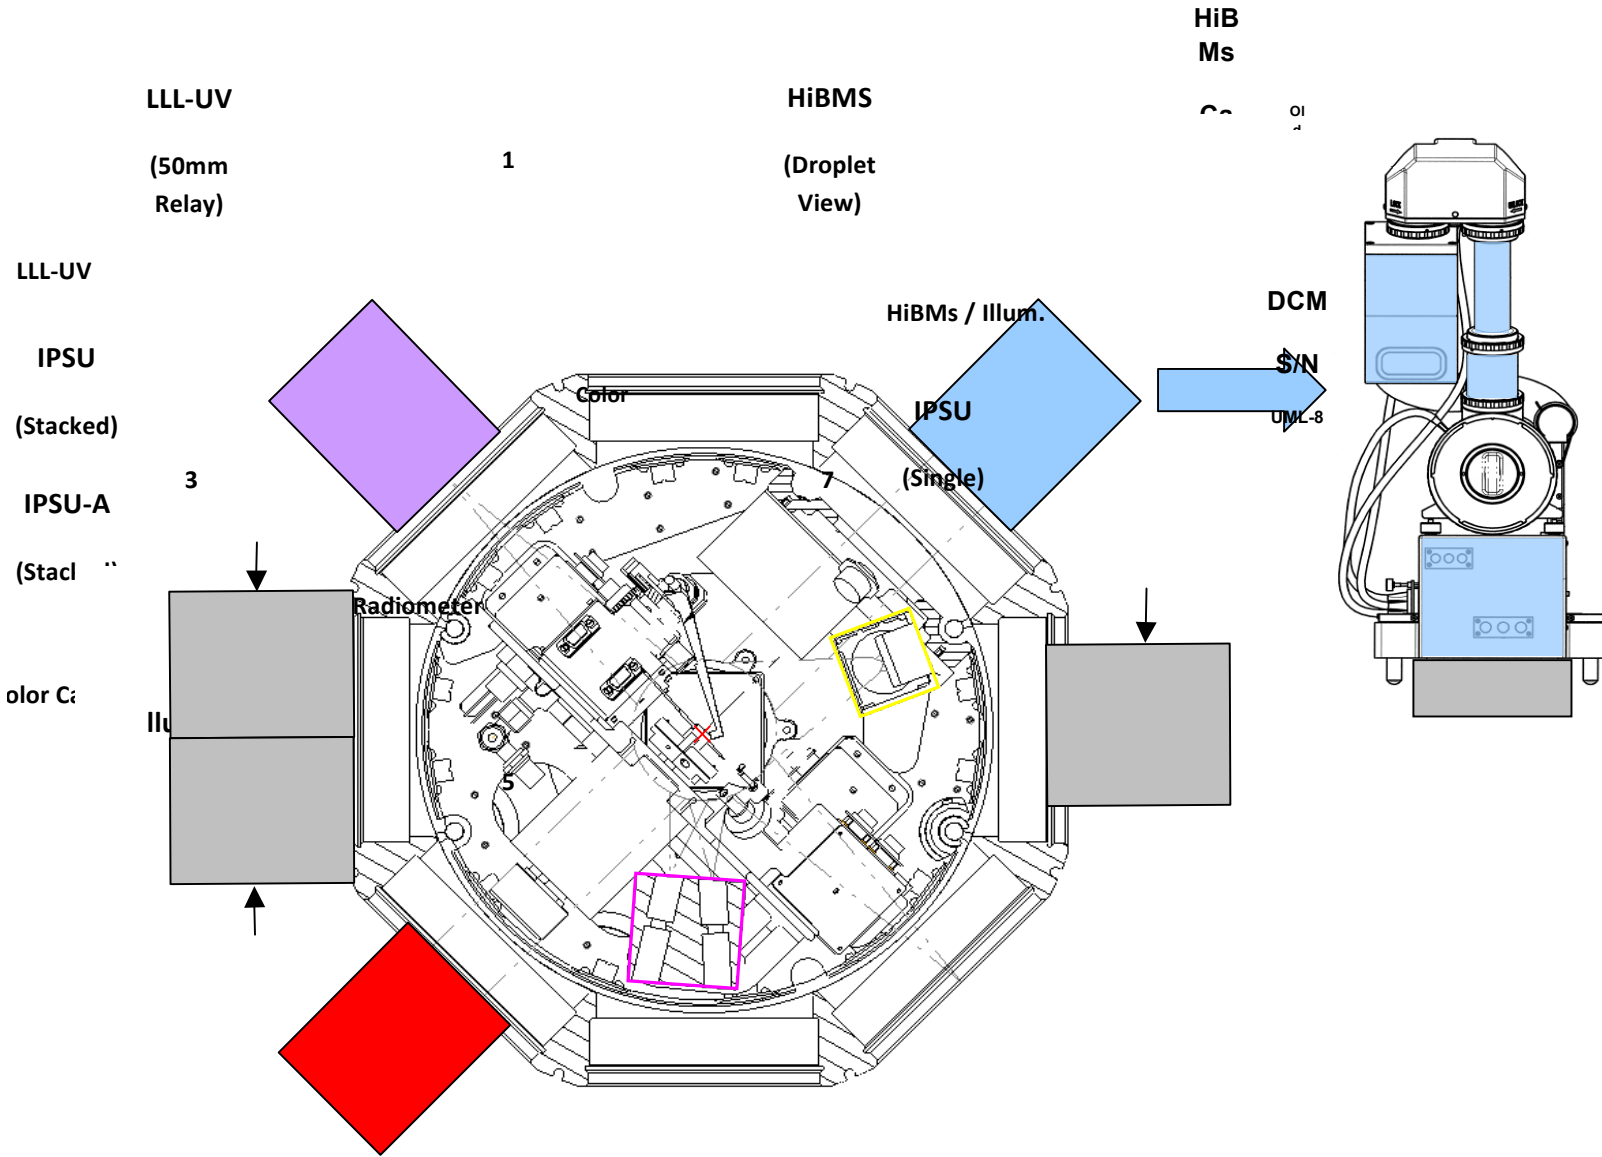 HiB
Ms
LLL-UV
HiBMS
(50mm
Relay)
1
(Droplet
View)
LLL-UV
HiBMs / Illum.
DCM
IPSU
S/N
Color
IPSU
UML-8
(Stacked)
3
7
(Single)
IPSU-A
Radiometer
5